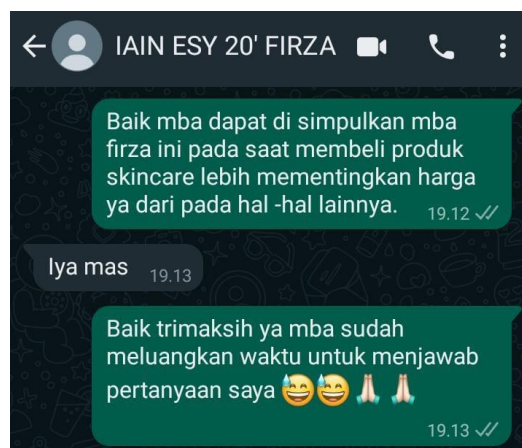 IAIN ESY 20' FIRZA
Baik mba dapat di simpulkan mba
firza ini pada saat membeli produk
skincare lebih mementingkan harga
ya dari pada hal -hal lainnya. 19.12
Iya mas 19.13
Baik trimaksih ya mba sudah
meluangkan waktu untuk menjawab
pertanyaan saya 😅😅🙏🏻🙏🏻
19.13